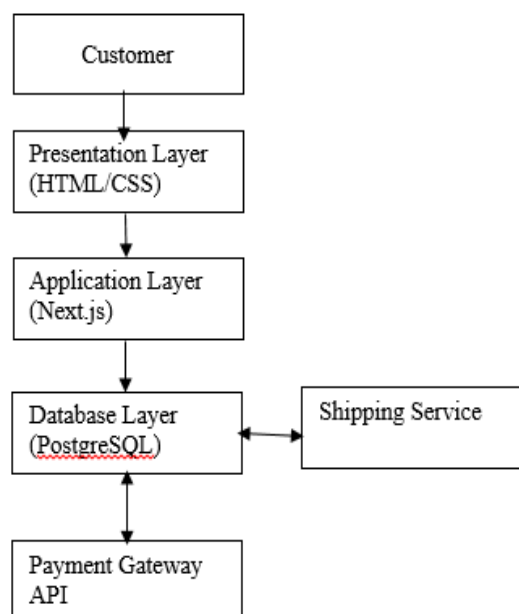 Customer
Presentation Layer
(HTML/CSS)
Application Layer
(Next.js)
Database Layer
(PostgreSQL)
Shipping Service
Payment Gateway
API